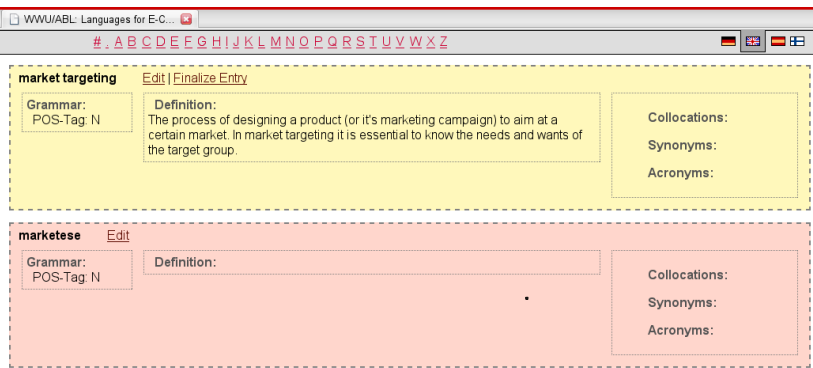 WWU/ABL: Languages for E-C...
# . A B C D E F G H I J K L M N O P Q R S T U V W X Z
market targeting Edit | Finalize Entry
Grammar:
POS-Tag: N
Definition:
The process of designing a product (or it's marketing campaign) to aim at a
certain market. In market targeting it is essential to know the needs and wants of
the target group.
Collocations:
Synonyms:
Acronyms:
marketese Edit
Grammar:
POS-Tag: N
Definition:
Collocations:
Synonyms:
Acronyms: